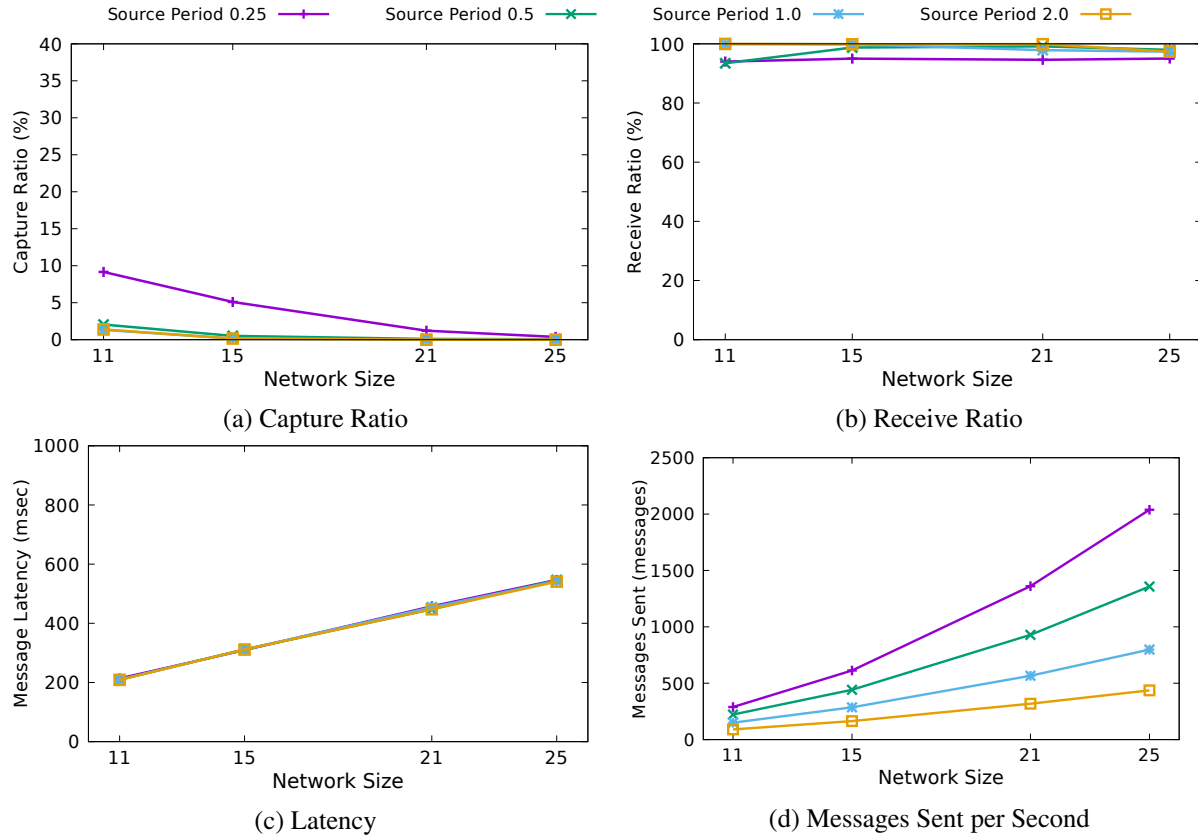 Source Period 0.25 Source Period 0.5 Source Period 1.0 Source Period 2.0
40
35
30
25
20
15
10
5
0
Capture Ratio (%)
11 15 21 25
Network Size
(a) Capture Ratio
100
80
60
40
20
0
Receive Ratio (%)
11 15 21 25
Network Size
(b) Receive Ratio
1000
800
600
400
200
0
Message Latency (msec)
11 15 21 25
Network Size
(c) Latency
2500
2000
1500
1000
500
0
Messages Sent (messages)
11 15 21 25
Network Size
(d) Messages Sent per Second